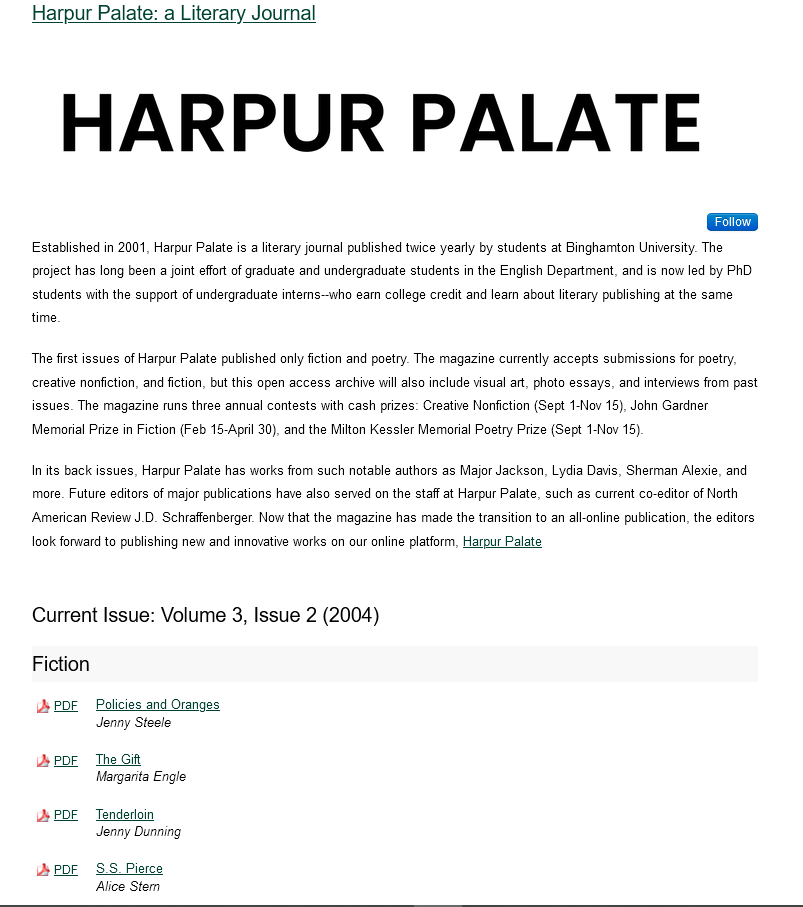 Harpur Palate: a Literary Journal
HARPUR PALATE
Follow
Established in 2001, Harpur Palate is a literary journal published twice yearly by students at Binghamton University. The
project has long been a joint effort of graduate and undergraduate students in the English Department, and is now led by PhD
students with the support of undergraduate interns--who earn college credit and learn about literary publishing at the same
time.
The first issues of Harpur Palate published only fiction and poetry. The magazine currently accepts submissions for poetry,
creative nonfiction, and fiction, but this open access archive will also include visual art, photo essays, and interviews from past
issues. The magazine runs three annual contests with cash prizes: Creative Nonfiction (Sept 1-Nov 15), John Gardner
Memorial Prize in Fiction (Feb 15-April 30), and the Milton Kessler Memorial Poetry Prize (Sept 1-Nov 15).
In its back issues, Harpur Palate has works from such notable authors as Major Jackson, Lydia Davis, Sherman Alexie, and
more. Future editors of major publications have also served on the staff at Harpur Palate, such as current co-editor of North
American Review J.D. Schraffenberger. Now that the magazine has made the transition to an all-online publication, the editors
look forward to publishing new and innovative works on our online platform, Harpur Palate
Current Issue: Volume 3, Issue 2 (2004)
Fiction
PDF Policies and Oranges
Jenny Steele
PDF The Gift
Margarita Engle
PDF Tenderloin
Jenny Dunning
PDF S.S. Pierce
Alice Stern